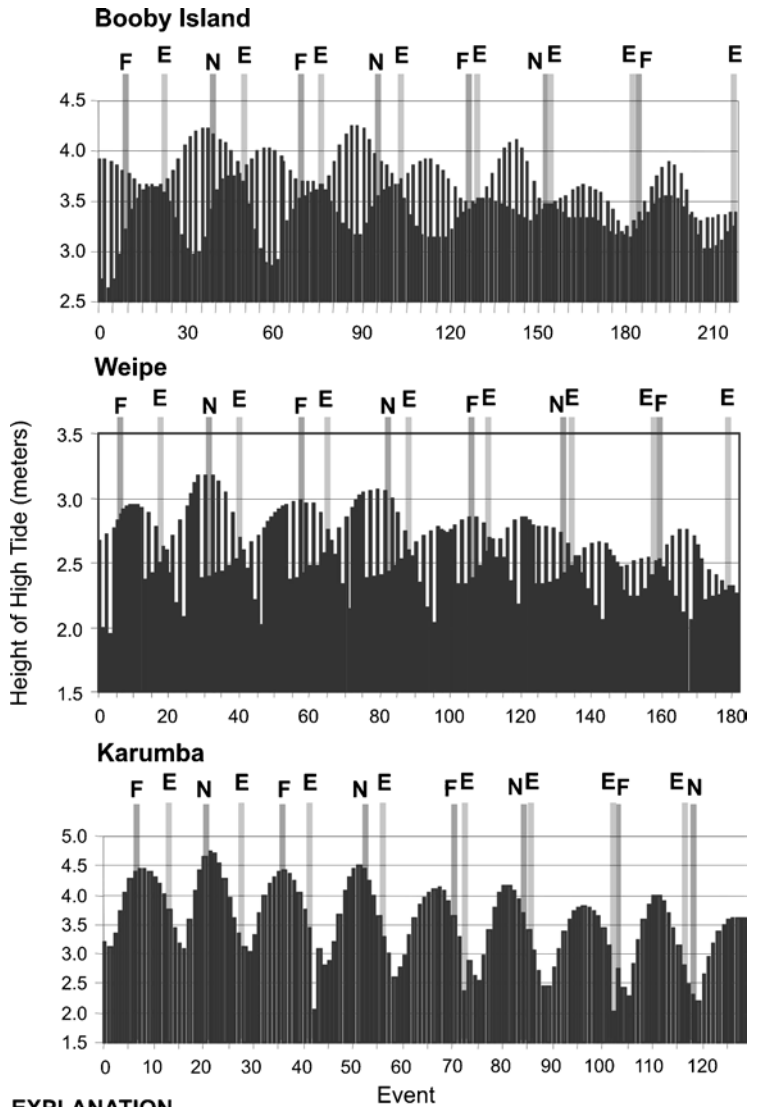 Booby Island
F E N E F E N E F E N E E F E
4.5
4.0
3.5
3.0
2.5
0 30 60 90 120 150 180 210
Weipe
F E N E F E N E F E N E E F E
3.5
3.0
2.5
2.0
1.5
0 20 40 60 80 100 120 140 160 180
Height of High Tide (meters)
Karumba
F E N E F E N E F E N E E F E N
5.0
4.5
4.0
3.5
3.0
2.5
2.0
1.5
0 10 20 30 40 50 60 70 80 90 100 110 120
Event
EXPLANATION